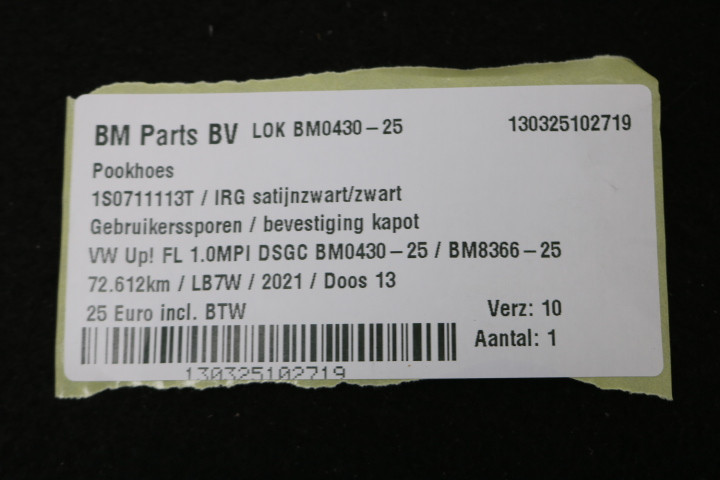 BM Parts BV LOK BM0430-25 130325102719
Pookhoes
1S0711113T / IRG satijnzwart/zwart
Gebruikerssporen / bevestiging kapot
VW Up! FL 1.0MPI DSGC BM0430-25 / BM8366-25
72.612km / LB7W / 2021 / Doos 13
25 Euro incl. BTW Verz: 10
Aantal: 1
130325102719